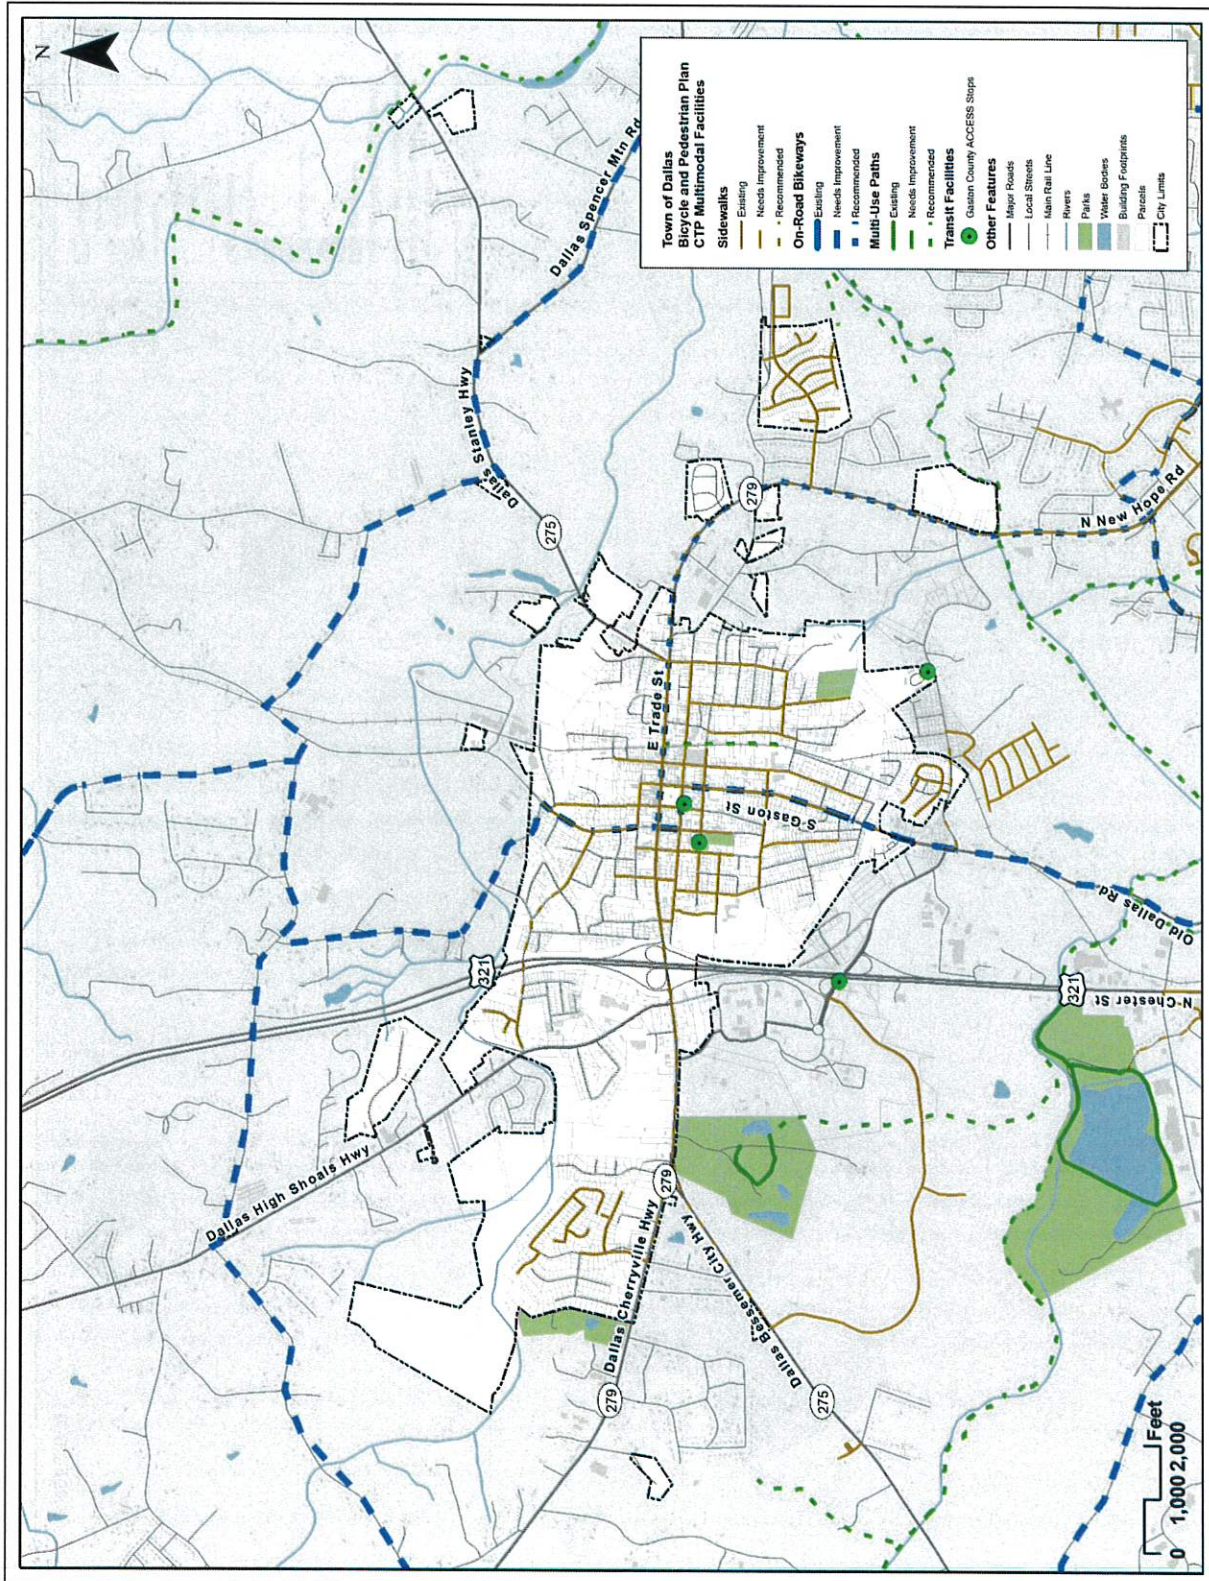 N
Town of Dallas
Bicycle and Pedestrian Plan
CTP Multimodal Facilities
Sidewalks
Existing
Needs Improvement
Recommended
On-Road Bikeways
Existing
Needs Improvement
Recommended
Multi-Use Paths
Existing
Needs Improvement
Recommended
Transit Facilities
Gaston County ACCESS Stops
Other Features
Major Roads
Local Streets
Main Rail Line
Rivers
Parks
Water Bodies
Building Footprints
Parcels
City Limits
Dallas Spencer Mtn Rd
Dallas Stanley Hwy
275
279
N New Hope Rd
E Trade St
S Gaston St
Old Dallas Rd
321
321
N Chester St
Dallas High Shoals Hwy
279
Dallas Cherryville Hwy
Dallas Bessemer City Hwy
279
275
0 1,000 2,000
Feet